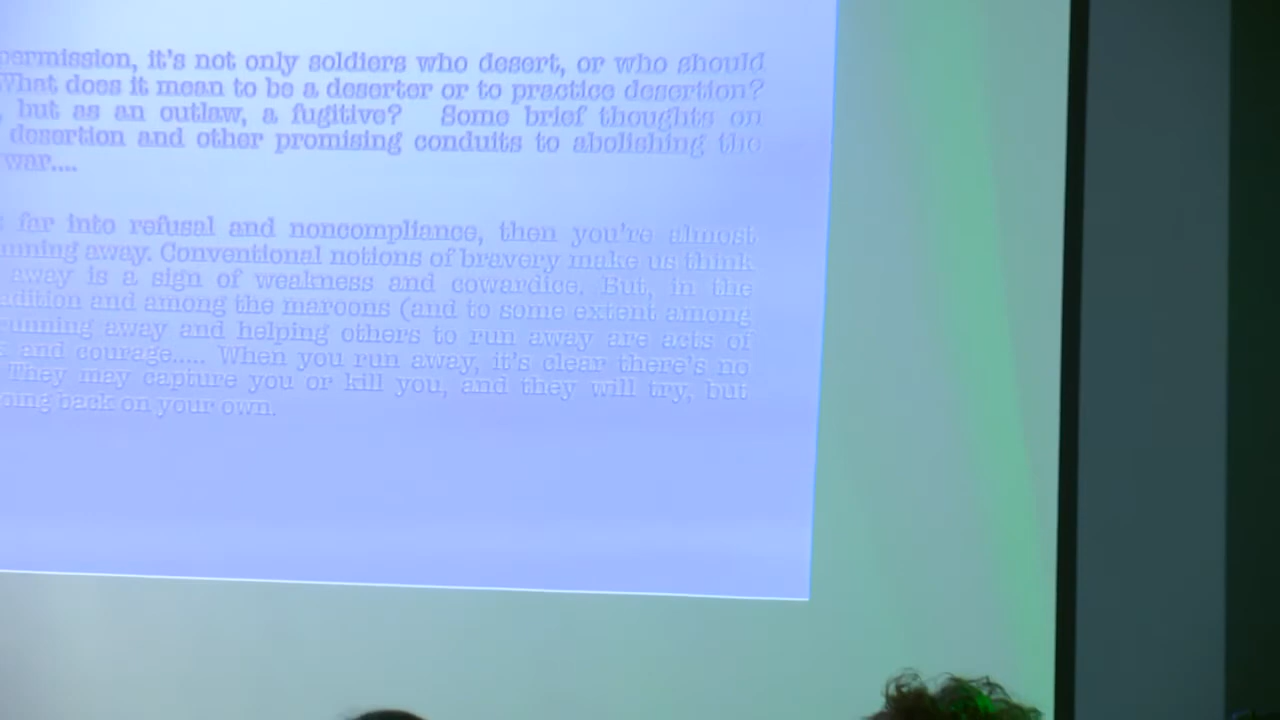 permission, it's not only soldiers who desert, or who should
What does it mean to be a deserter or to practice desertion?
, but as an outlaw, a fugitive? Some brief thoughts on
desertion and other promising conduits to abolishing the
war....
far into refusal and noncompliance, then you're almost
away. Conventional notions of bravery make us think
away is a sign of weakness and cowardice. But, in the
and among the maroons (and to some extent among
running away and helping others to run away are acts of
and courage..... When you run away, it's clear there's no
They may capture you or kill you, and they will try, but
back on your own.